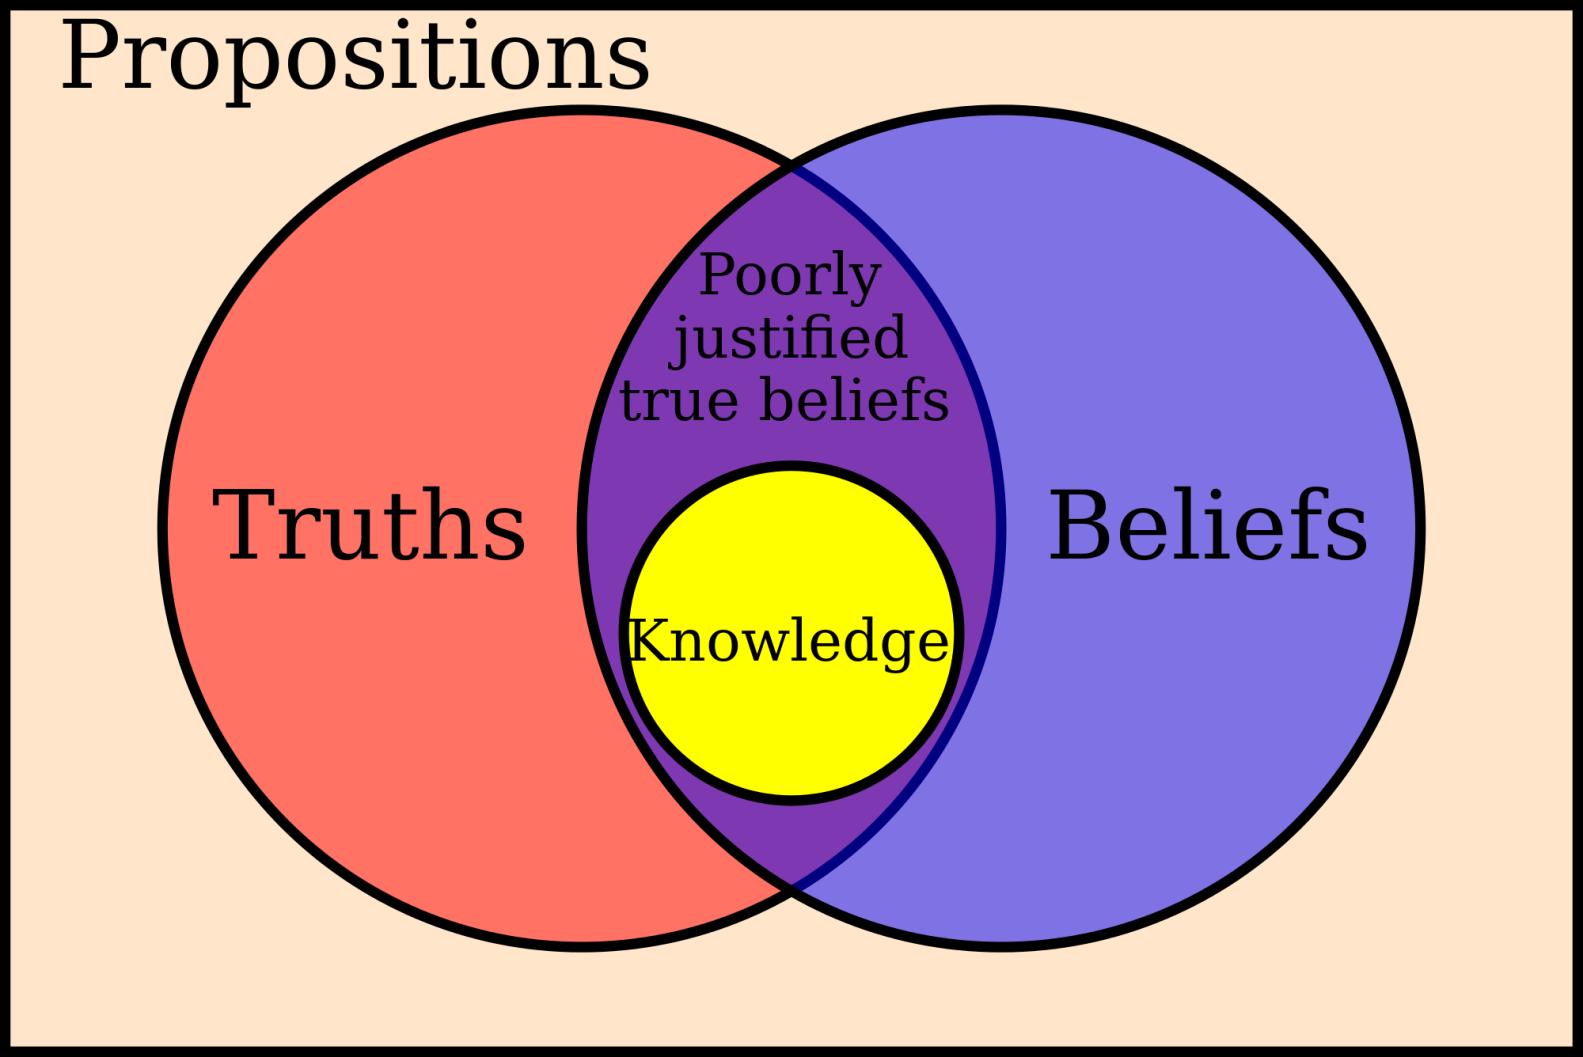 Propositions
Poorly
justified
true beliefs
Truths
Beliefs
Knowledge